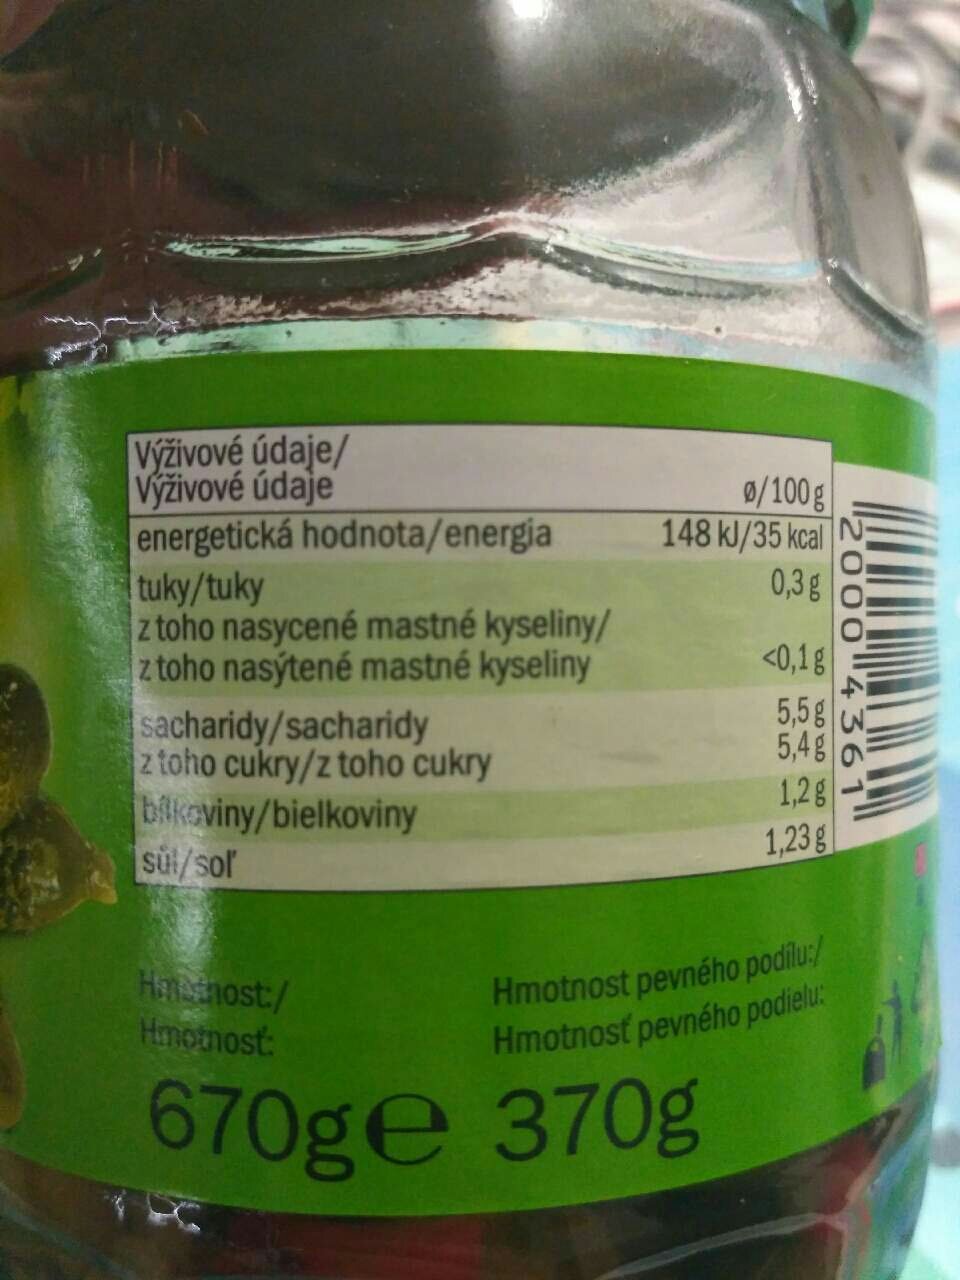 Výživové údaje/
Výživové údaje ø/100 g
energetická hodnota/energia 148 kJ/35 kcal
tuky/tuky 0,3 g
z toho nasycené mastné kyseliny/
z toho nasýtené mastné kyseliny <0,1 g
sacharidy/sacharidy 5,5 g
z toho cukry/z toho cukry 5,4 g
bílkoviny/bielkoviny 1,2 g
sůl/soľ 1,23 g
20004361
Hmotnost:/
Hmotnosť:
670g e
Hmotnost pevného podílu:/
Hmotnosť pevného podielu:
370g